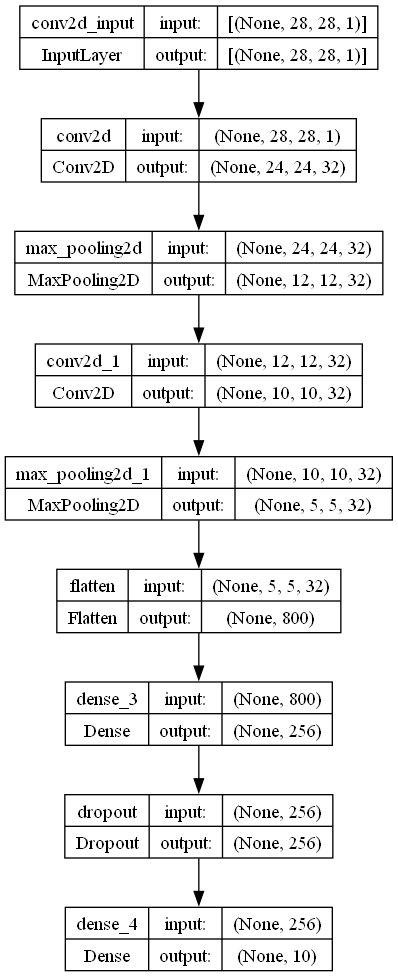 conv2d_input input: [(None, 28, 28, 1)]
InputLayer output: [(None, 28, 28, 1)]
conv2d input: (None, 28, 28, 1)
Conv2D output: (None, 24, 24, 32)
max_pooling2d input: (None, 24, 24, 32)
MaxPooling2D output: (None, 12, 12, 32)
conv2d_1 input: (None, 12, 12, 32)
Conv2D output: (None, 10, 10, 32)
max_pooling2d_1 input: (None, 10, 10, 32)
MaxPooling2D output: (None, 5, 5, 32)
flatten input: (None, 5, 5, 32)
Flatten output: (None, 800)
dense_3 input: (None, 800)
Dense output: (None, 256)
dropout input: (None, 256)
Dropout output: (None, 256)
dense_4 input: (None, 256)
Dense output: (None, 10)